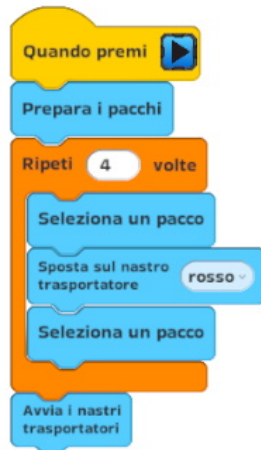 Quando premi
Prepara i pacchi
Ripeti 4 volte
Seleziona un pacco
Sposta sul nastro
trasportatore rosso
Seleziona un pacco
Avvia i nastri
trasportatori